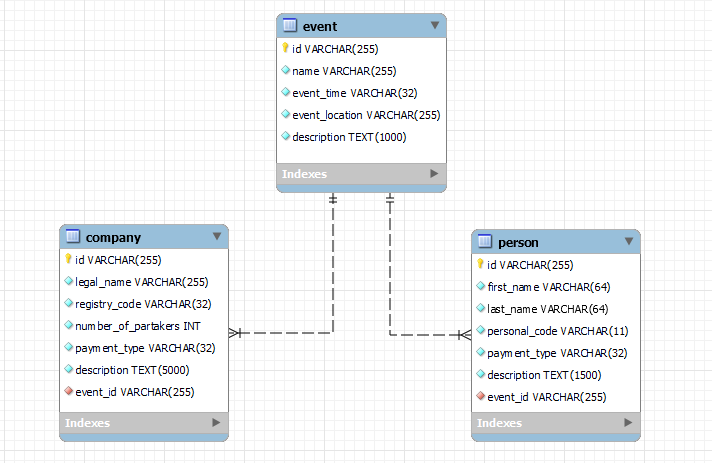 event
id VARCHAR(255)
name VARCHAR(255)
event_time VARCHAR(32)
event_location VARCHAR(255)
description TEXT(1000)
Indexes
company
id VARCHAR(255)
legal_name VARCHAR(255)
registry_code VARCHAR(32)
number_of_partakers INT
payment_type VARCHAR(32)
description TEXT(5000)
event_id VARCHAR(255)
Indexes
person
id VARCHAR(255)
first_name VARCHAR(64)
last_name VARCHAR(64)
personal_code VARCHAR(11)
payment_type VARCHAR(32)
description TEXT(1500)
event_id VARCHAR(255)
Indexes